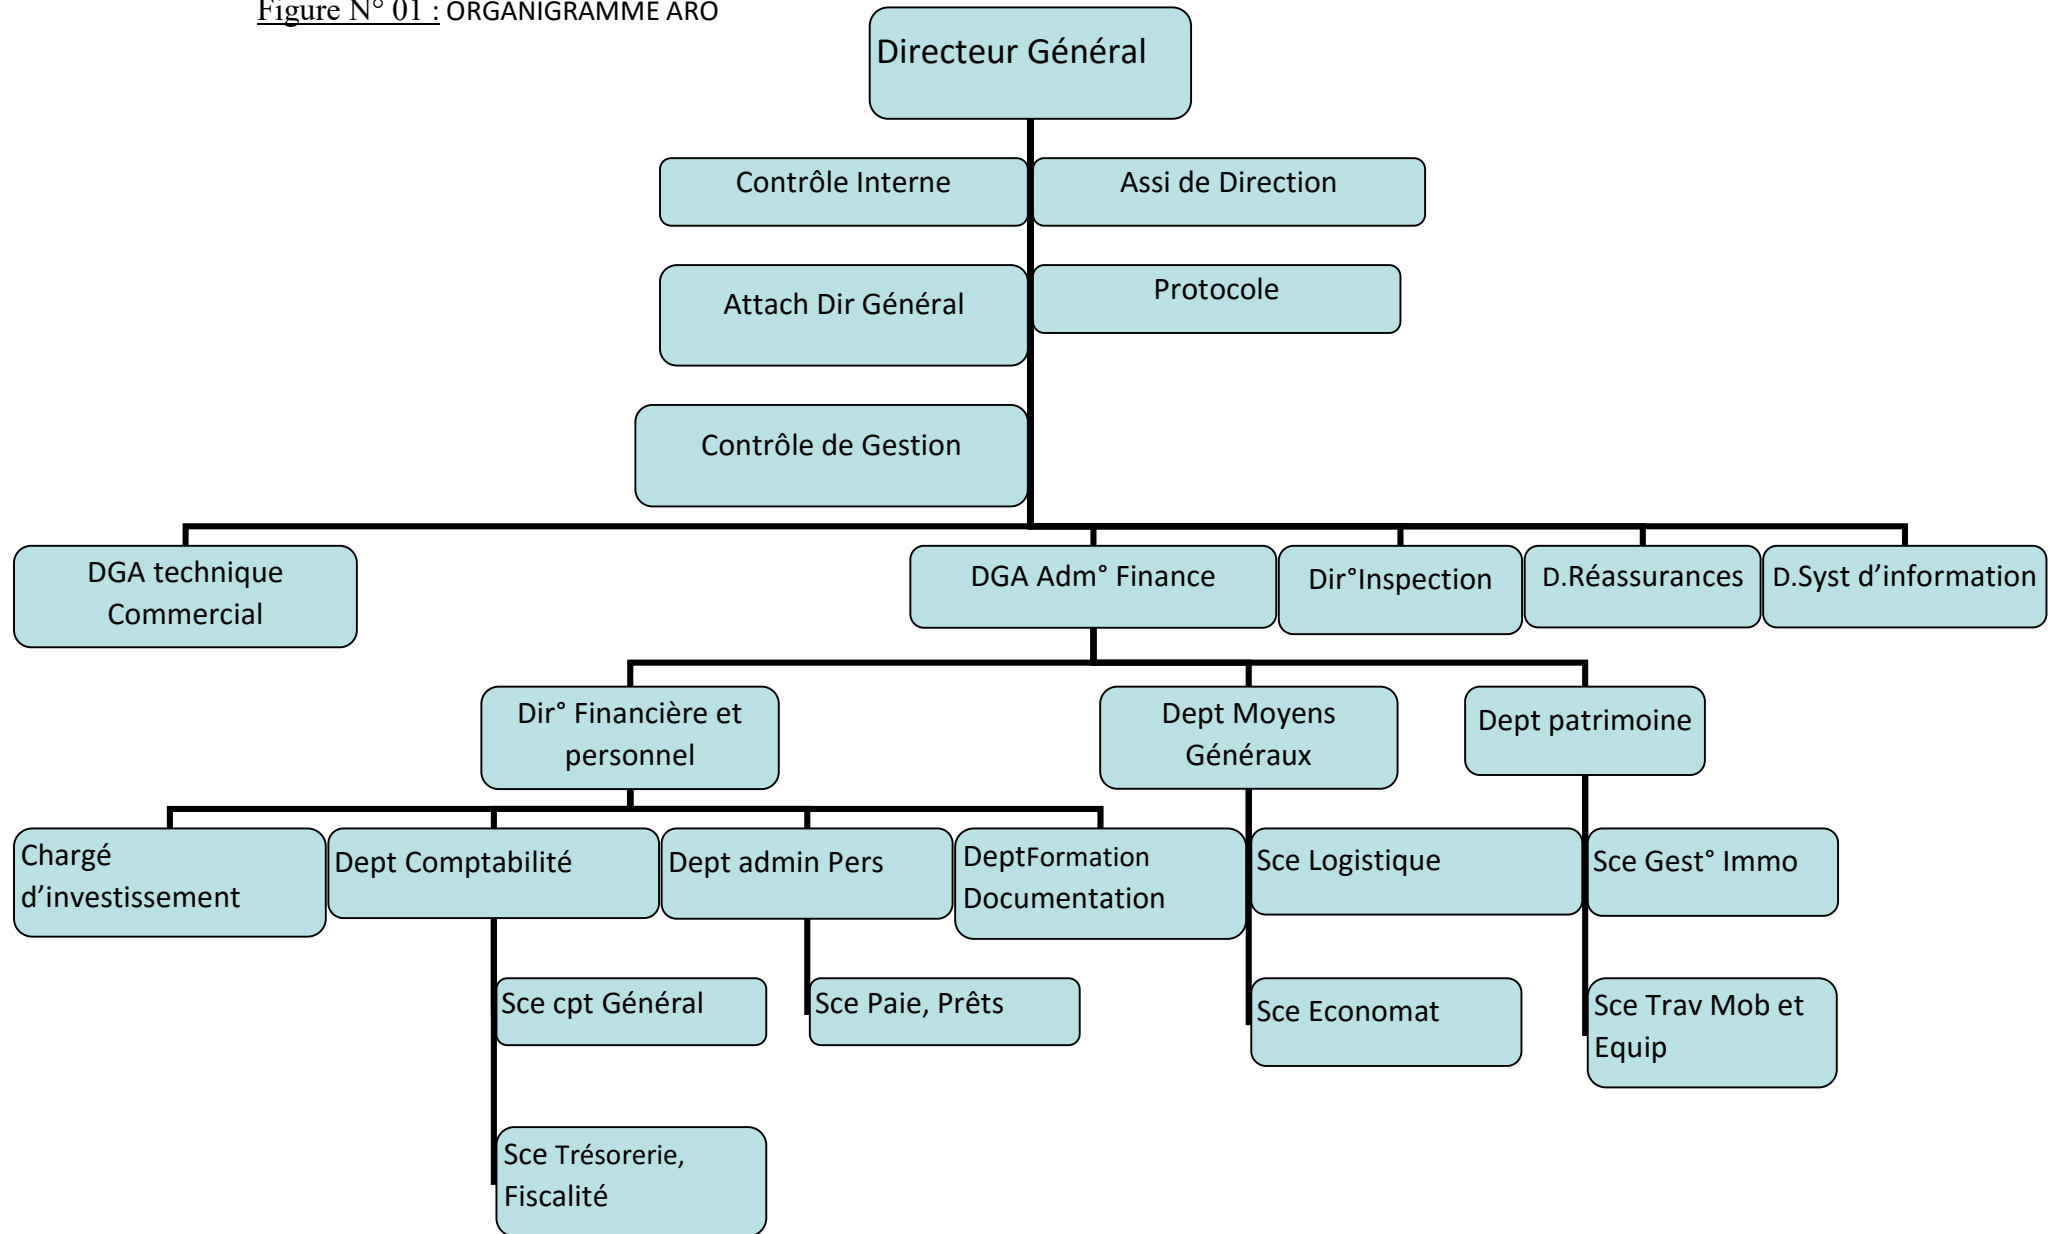 Figure N° 01 : ORGANIGRAMME ARO
Directeur Général
Contrôle Interne
Assi de Direction
Attach Dir Général
Protocole
Contrôle de Gestion
DGA technique
Commercial
DGA Adm° Finance
Dir°Inspection
D.Réassurances
D.Syst d’information
Dir° Financière et
personnel
Dept Moyens
Généraux
Dept patrimoine
Chargé
d’investissement
Dept Comptabilité
Dept admin Pers
DeptFormation
Documentation
Sce Logistique
Sce Gest° Immo
Sce cpt Général
Sce Paie, Prêts
Sce Economat
Sce Trav Mob et
Equip
Sce Trésorerie,
Fiscalité